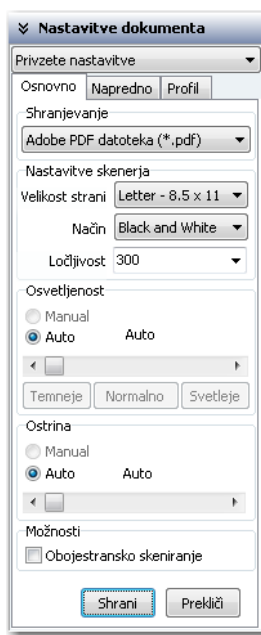 Nastavitve dokumenta
Privzete nastavitve
Osnovno Napredno Profil
Shranjevanje
Adobe PDF datoteka (*.pdf)
Nastavitve skenerja
Velikost strani Letter - 8.5 x 11
Način Black and White
Ločljivost 300
Osvetljenost
Manual
Auto Auto
Temneje Normalno Svetleje
Ostrina
Manual
Auto Auto
Možnosti
Obojestransko skeniranje
Shrani Prekliči